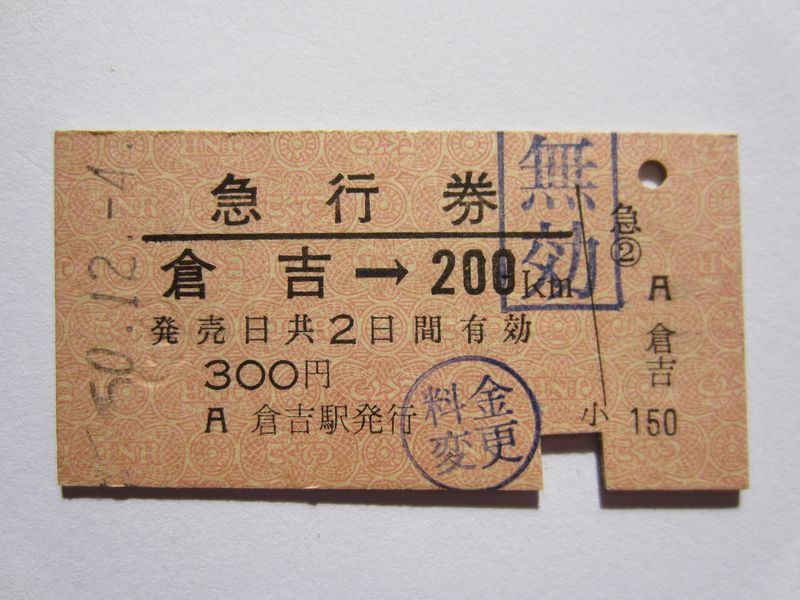 50.12.-4.
急行券
倉吉→200km
発売日共2日間有効
300円
A 倉吉駅発行
無効
料金変更
急②
A 倉吉
小 150